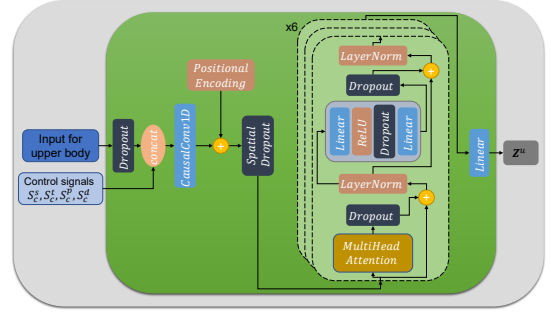 x6
LayerNorm
Positional
Encoding
Dropout
Input for
upper body
Dropout
concat
CausalConv1D
Spatial
Dropout
Linear
ReLU
Dropout
Linear
Linear
Z^u
Control signals
S_c^s, S_c^t, S_c^p, S_c^d
LayerNorm
Dropout
MultiHead
Attention